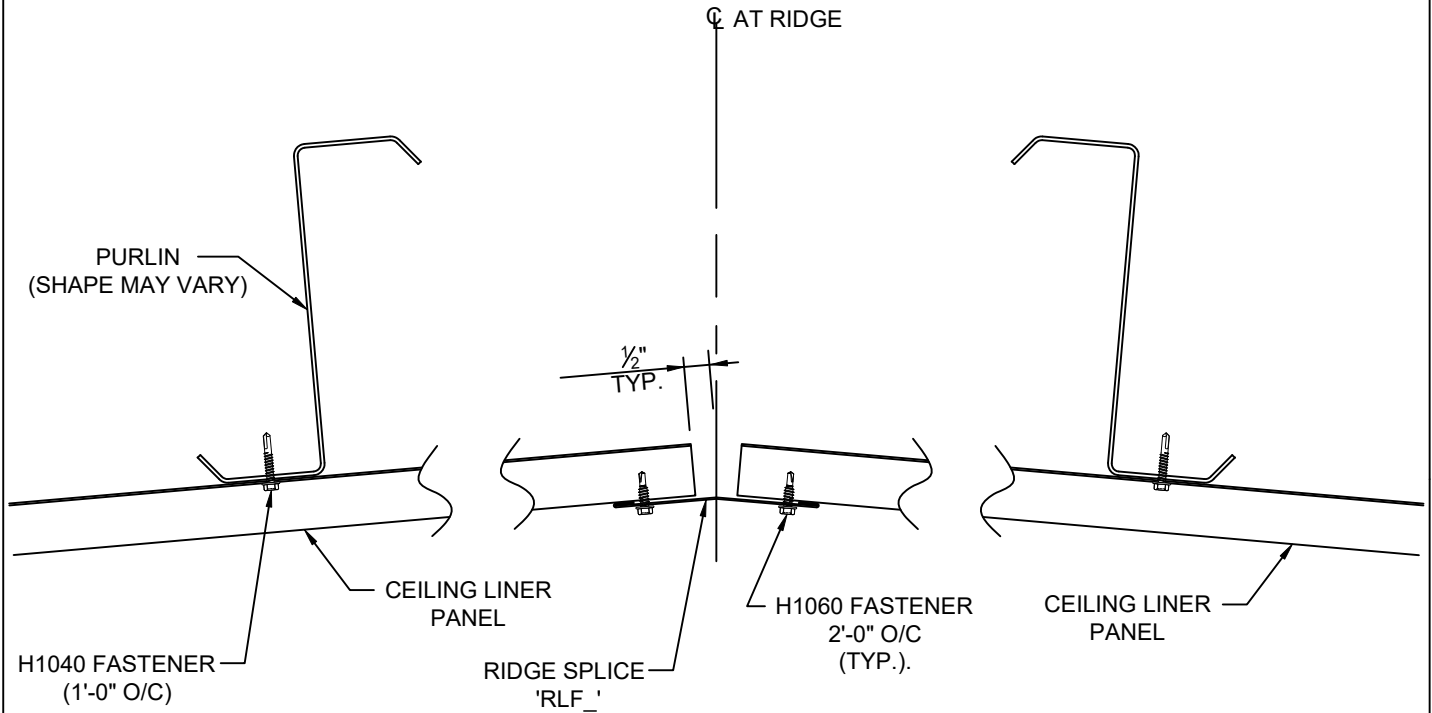 ℄ AT RIDGE
PURLIN
(SHAPE MAY VARY)
½"
TYP.
CEILING LINER
PANEL
H1040 FASTENER
(1'-0" O/C)
RIDGE SPLICE
'RLF_'
H1060 FASTENER
2'-0" O/C
(TYP.).
CEILING LINER
PANEL